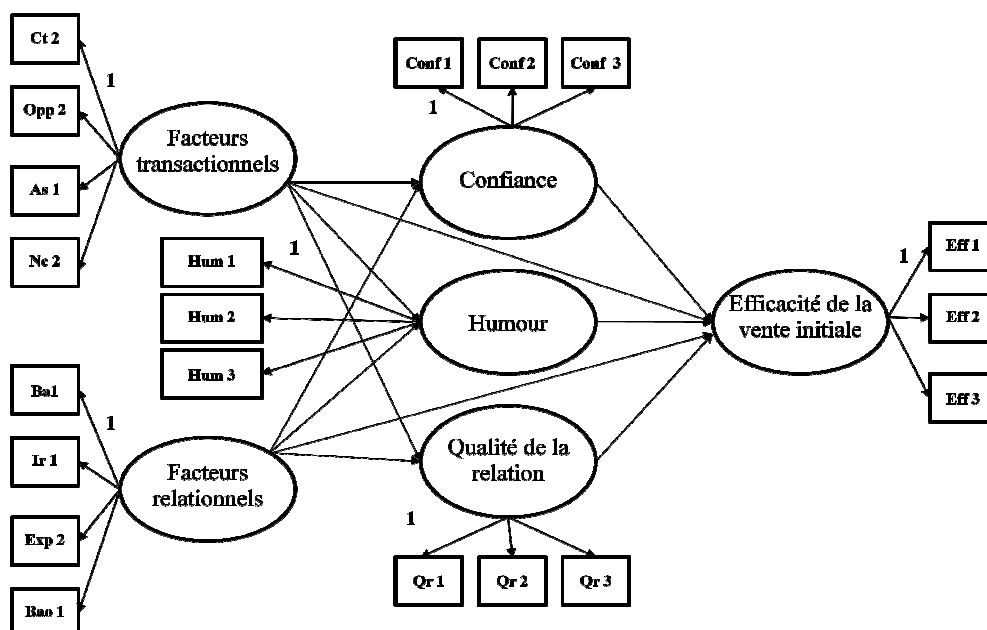 Ct 2
1
Opp 2
As 1
Nc 2
Facteurs
transactionnels
Conf 1
Conf 2
Conf 3
1
Confiance
Hum 1
1
Hum 2
Hum 3
Humour
Efficacité de la
vente initiale
1
Eff 1
Eff 2
Eff 3
Ba1
1
Ir 1
Exp 2
Bao 1
Facteurs
relationnels
Qualité de la
relation
1
Qr 1
Qr 2
Qr 3